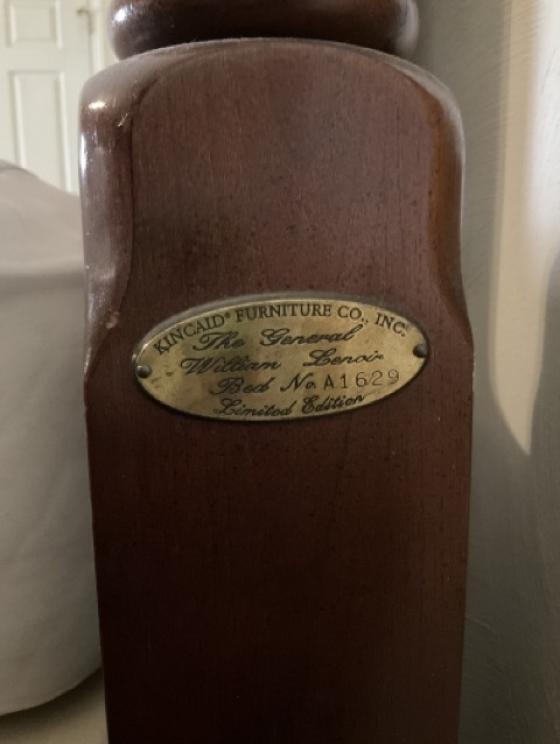 KINCAID® FURNITURE CO., INC.
The General
William Lenoir
Bed No. A1629
Limited Edition